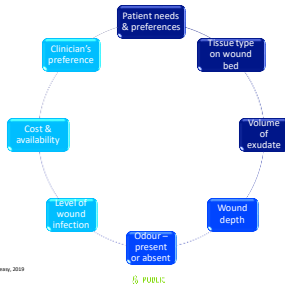 Patient needs
& preferences
Tissue type
on wound
bed
Volume
of
exudate
Wound
depth
Odour –
present
or absent
Level of
wound
infection
Cost &
availability
Clinician's
preference
2019
PUBLIC